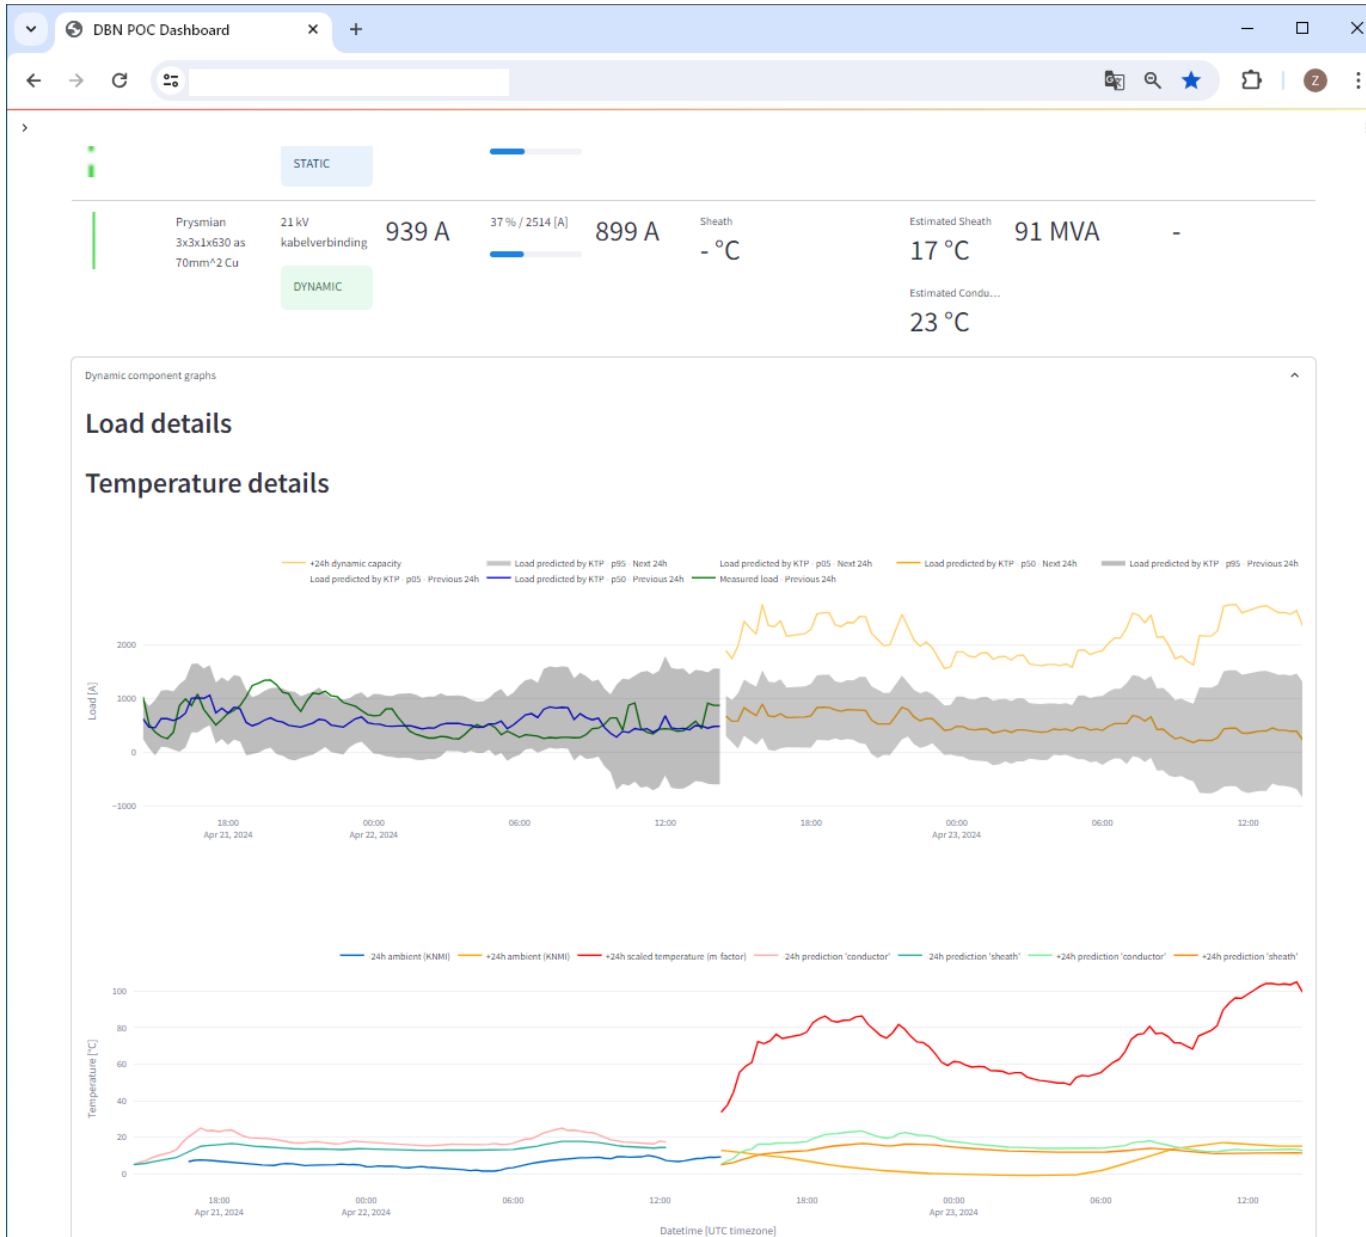 DBN POC Dashboard
Z
STATIC
Prysmian
3x3x1x630 as
70mm^2 Cu
21 kV
kabelverbinding
DYNAMIC
939 A
37 % / 2514 [A]
899 A
Sheath
- °C
Estimated Sheath
17 °C
Estimated Condu...
23 °C
91 MVA
-
Dynamic component graphs
Load details
Temperature details
+24h dynamic capacity
Load predicted by KTP - p95 - Next 24h
Load predicted by KTP - p05 - Next 24h
Load predicted by KTP - p50 - Next 24h
Load predicted by KTP - p95 - Previous 24h
Load predicted by KTP - p05 - Previous 24h
Load predicted by KTP - p50 - Previous 24h
Measured load - Previous 24h
Load [A]
2000
1000
0
−1000
18:00
Apr 21, 2024
00:00
Apr 22, 2024
06:00
12:00
18:00
00:00
Apr 23, 2024
06:00
12:00
-24h ambient (KNMI)
+24h ambient (KNMI)
+24h scaled temperature (m-factor)
-24h prediction 'conductor'
-24h prediction 'sheath'
+24h prediction 'conductor'
+24h prediction 'sheath'
Temperature [°C]
100
80
60
40
20
0
18:00
Apr 21, 2024
00:00
Apr 22, 2024
06:00
12:00
18:00
00:00
Apr 23, 2024
06:00
12:00
Datetime [UTC timezone]